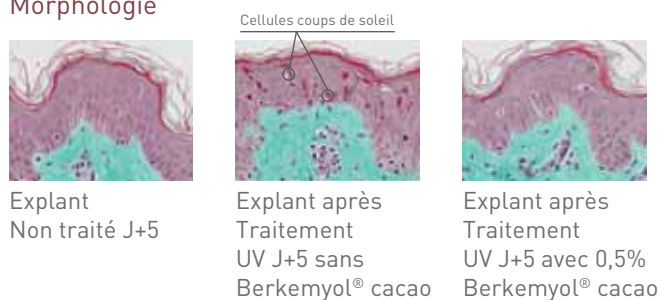 Morphologie
Cellules coups de soleil
Explant
Non traité J+5
Explant après
Traitement
UV J+5 sans
Berkemyol® cacao
Explant après
Traitement
UV J+5 avec 0,5%
Berkemyol® cacao